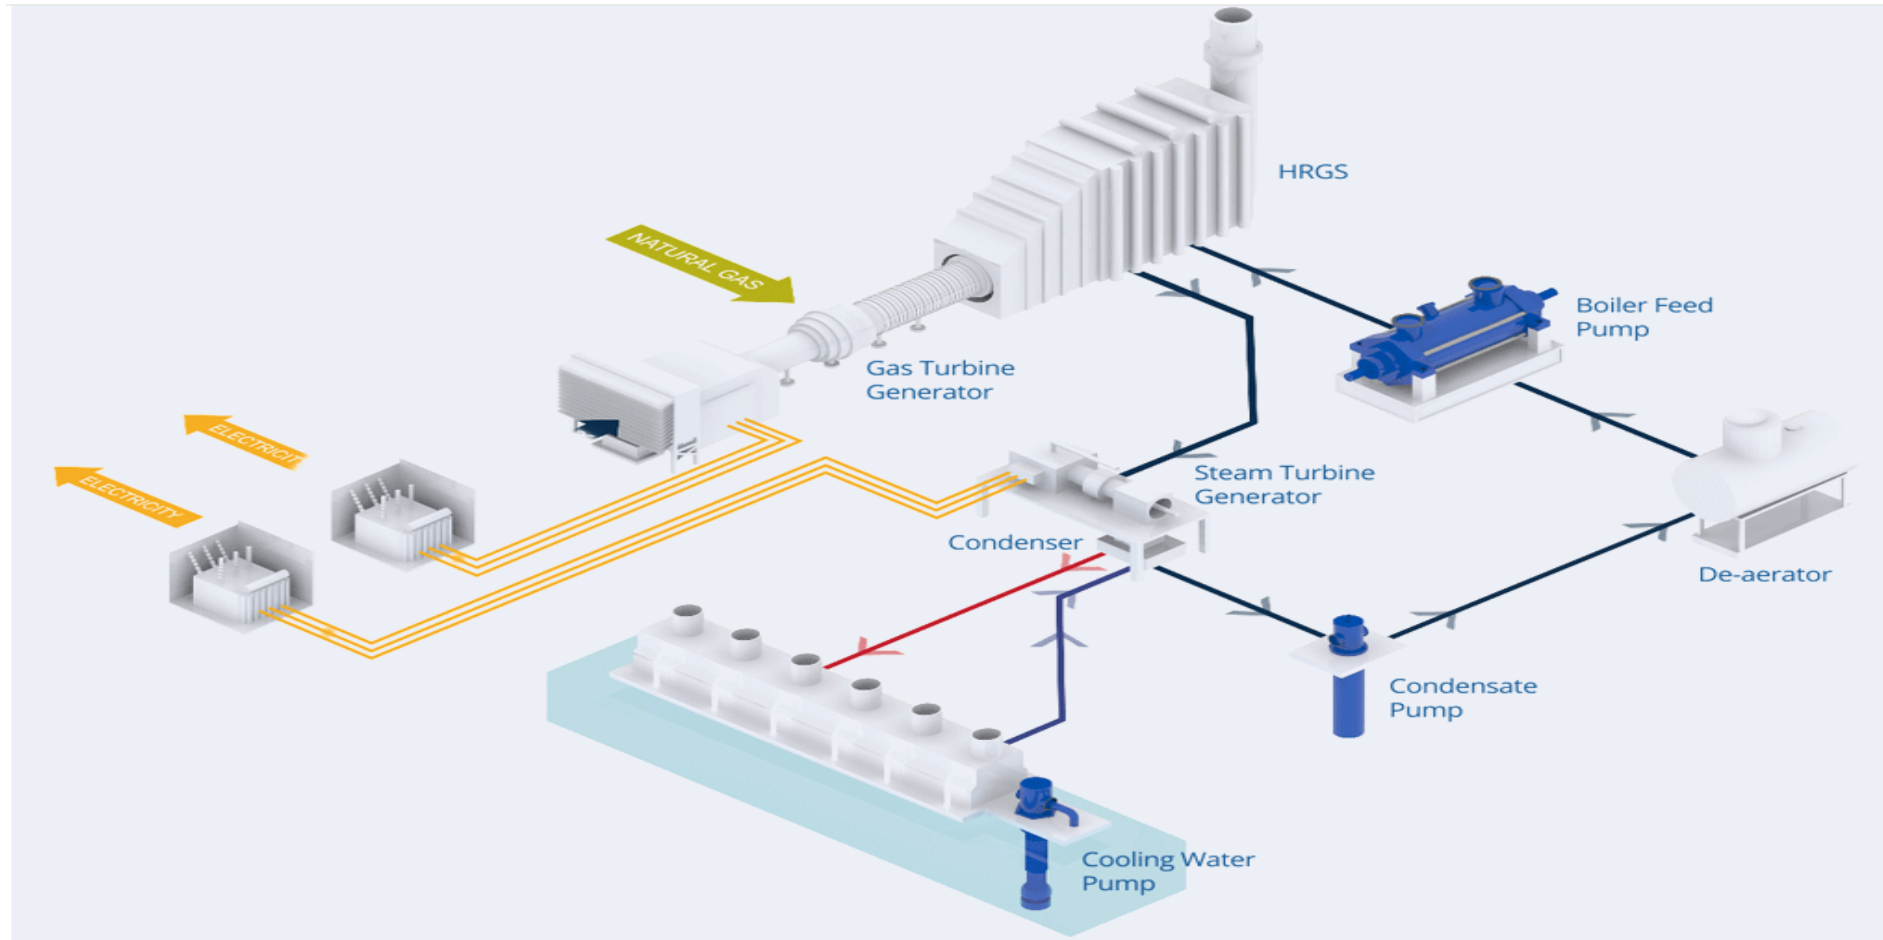 HRGS
NATURAL GAS
Boiler Feed
Pump
Gas Turbine
Generator
ELECTRICIT
ELECTRICITY
Steam Turbine
Generator
Condenser
De-aerator
Condensate
Pump
Cooling Water
Pump